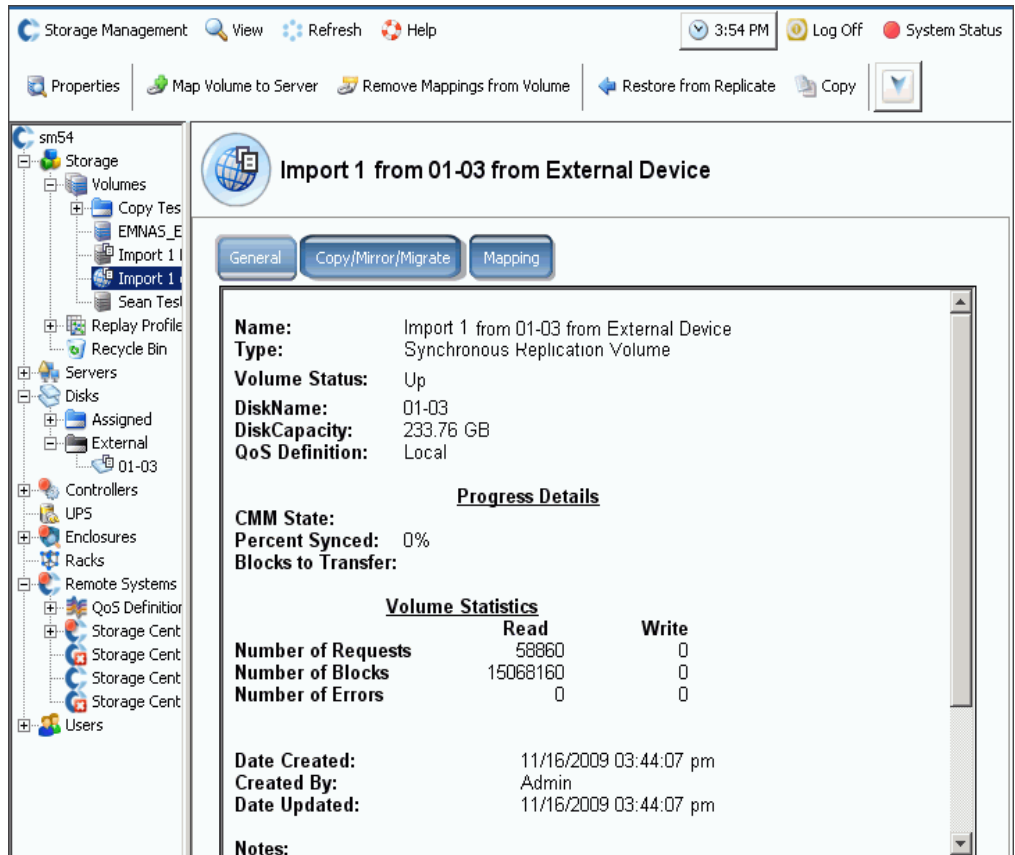 Storage Management View Refresh Help 3:54 PM Log Off System Status
Properties Map Volume to Server Remove Mappings from Volume Restore from Replicate Copy
sm54
Storage
Volumes
Copy Tes
EMNAS_E
Import 1 I
Import 1
Sean Test
Replay Profile
Recycle Bin
Servers
Disks
Assigned
External
01-03
Controllers
UPS
Enclosures
Racks
Remote Systems
QoS Definition
Storage Cent
Storage Cent
Storage Cent
Storage Cent
Users
Import 1 from 01-03 from External Device
General Copy/Mirror/Migrate Mapping
Name: Import 1 from 01-03 from External Device
Type: Synchronous Replication Volume
Volume Status: Up
DiskName: 01-03
DiskCapacity: 233.76 GB
QoS Definition: Local
Progress Details
CMM State:
Percent Synced: 0%
Blocks to Transfer:
Volume Statistics
Read Write
Number of Requests 58860 0
Number of Blocks 15068160 0
Number of Errors 0 0
Date Created: 11/16/2009 03:44:07 pm
Created By: Admin
Date Updated: 11/16/2009 03:44:07 pm
Notes: